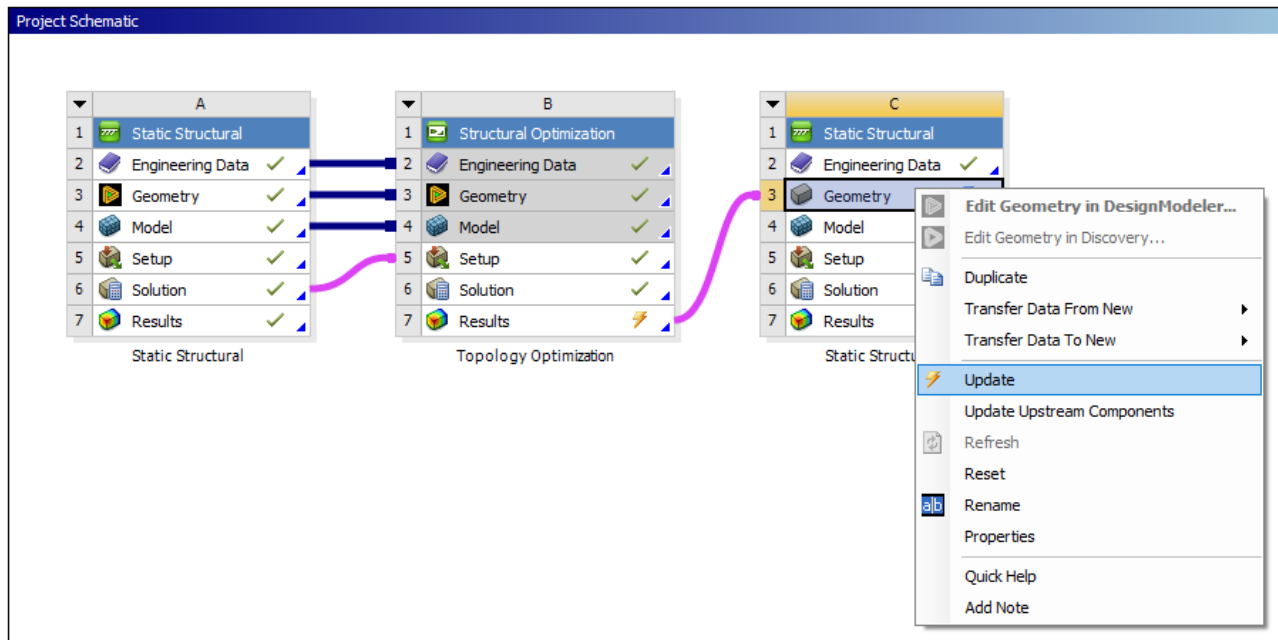 Project Schematic
A
1 Static Structural
2 Engineering Data
3 Geometry
4 Model
5 Setup
6 Solution
7 Results
Static Structural
B
1 Structural Optimization
2 Engineering Data
3 Geometry
4 Model
5 Setup
6 Solution
7 Results
Topology Optimization
C
1 Static Structural
2 Engineering Data
3 Geometry
4 Model
5 Setup
6 Solution
7 Results
Static Structu
Edit Geometry in DesignModeler...
Edit Geometry in Discovery...
Duplicate
Transfer Data From New
Transfer Data To New
Update
Update Upstream Components
Refresh
Reset
a|b Rename
Properties
Quick Help
Add Note